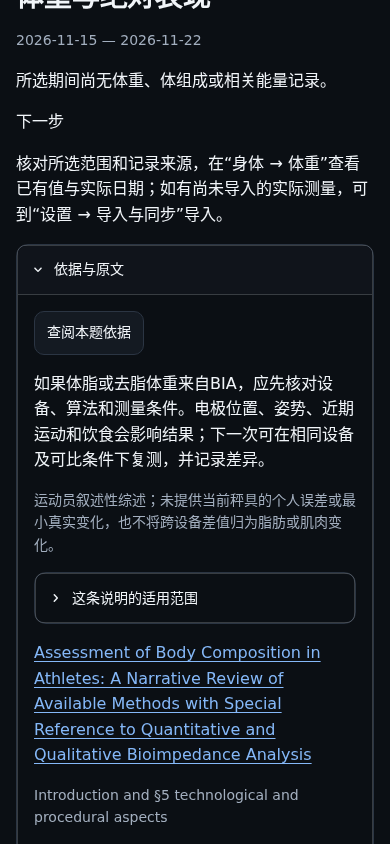 体重与绝对表现
2026-11-15 — 2026-11-22
所选期间尚无体重、体组成或相关能量记录。
下一步
核对所选范围和记录来源，在“身体 → 体重”查看
已有值与实际日期；如有尚未导入的实际测量，可
到“设置 → 导入与同步”导入。
依据与原文
查阅本题依据
如果体脂或去脂体重来自BIA，应先核对设
备、算法和测量条件。电极位置、姿势、近期
运动和饮食会影响结果；下一次可在相同设备
及可比条件下复测，并记录差异。
运动员叙述性综述；未提供当前秤具的个人误差或最
小真实变化，也不将跨设备差值归为脂肪或肌肉变
化。
这条说明的适用范围
Assessment of Body Composition in
Athletes: A Narrative Review of
Available Methods with Special
Reference to Quantitative and
Qualitative Bioimpedance Analysis
Introduction and §5 technological and
procedural aspects